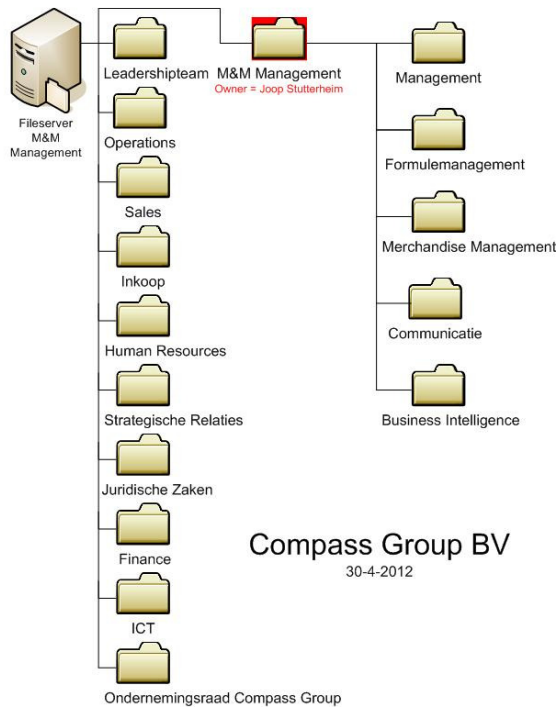 Fileserver
M&M
Management
Leadershipteam
Operations
Sales
Inkoop
Human Resources
Strategische Relaties
Juridische Zaken
Finance
ICT
Ondernemingsraad Compass Group
M&M Management
Owner = Joop Stutterheim
Management
Formulemanagement
Merchandise Management
Communicatie
Business Intelligence
Compass Group BV
30-4-2012